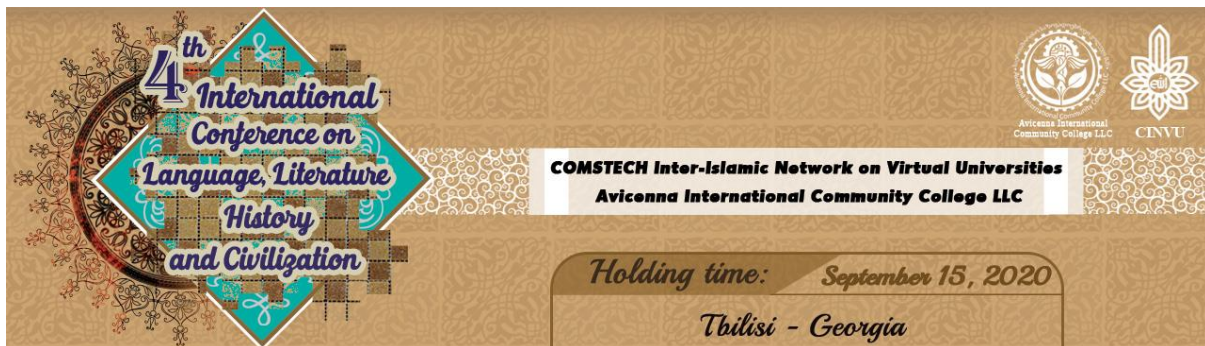 4th
International
Conference on
Language, Literature
History
and Civilization
Avicenna International
Community College LLC
CINVU
COMSTECH Inter-Islamic Network on Virtual Universities
Avicenna International Community College LLC
Holding time: September 15, 2020
Tbilisi - Georgia